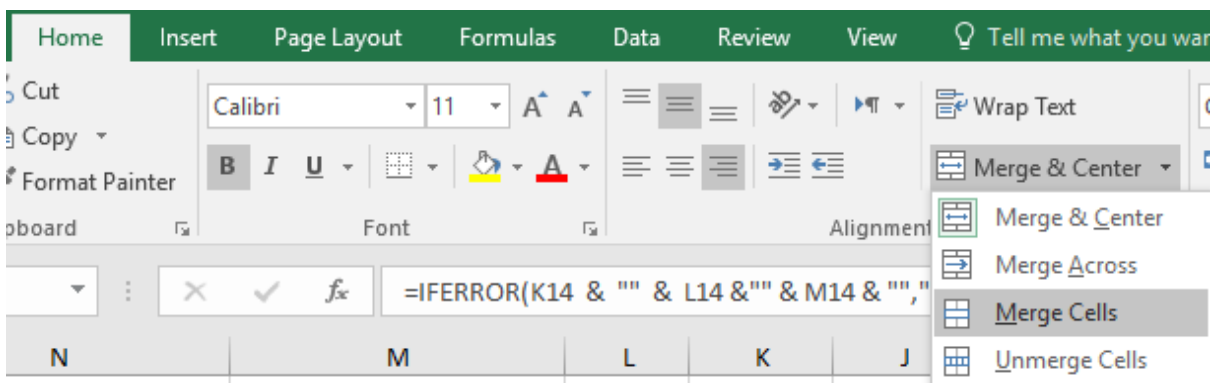 Home Insert Page Layout Formulas Data Review View Tell me what you
Cut
Copy
Format Painter
Calibri 11 A A
B I U A
Wrap Text
Merge & Center
Font
Alignment
Merge & Center
Merge Across
Merge Cells
Unmerge Cells
fx =IFERROR(K14 & "" & L14 &"" & M14 & "","
N M L K J